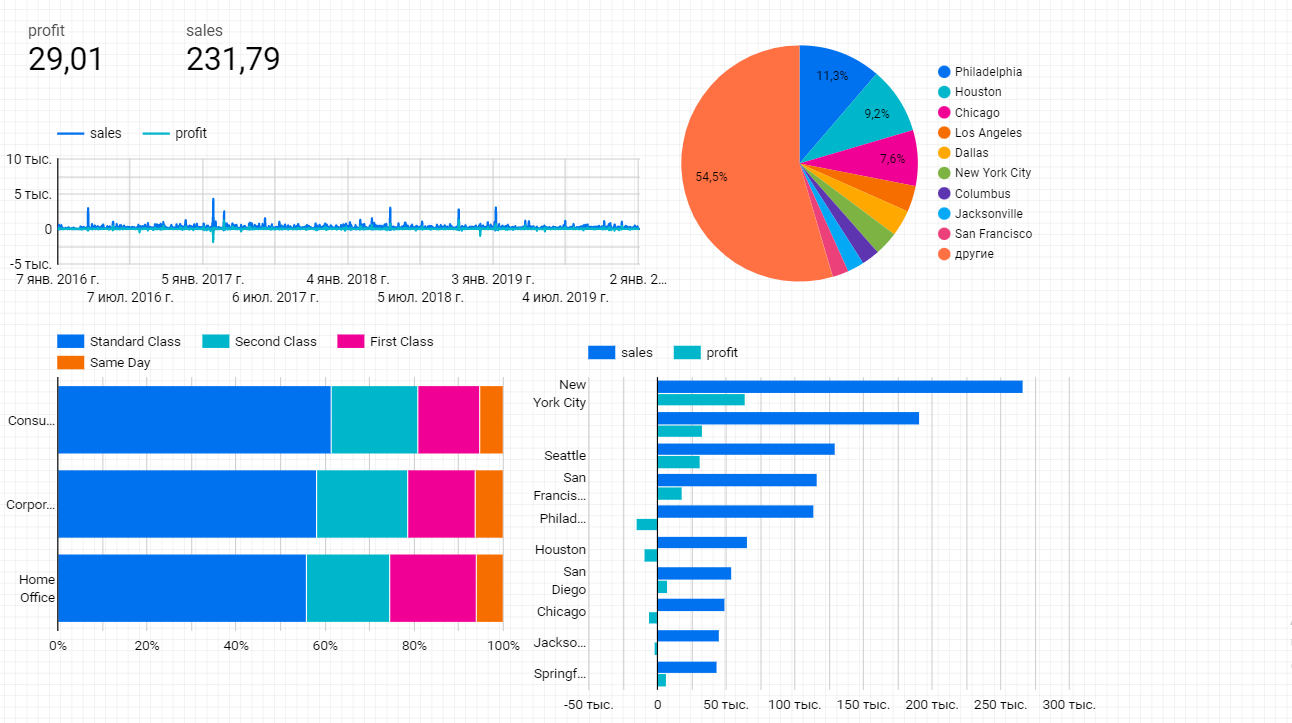 profit
29,01
sales
231,79
sales
profit
10 тыс.
5 тыс.
0
-5 тыс.
7 янв. 2016 г.
5 янв. 2017 г.
4 янв. 2018 г.
3 янв. 2019 г.
2 янв. 2...
7 июл. 2016 г.
6 июл. 2017 г.
5 июл. 2018 г.
4 июл. 2019 г.
11,3%
9,2%
7,6%
54,5%
Philadelphia
Houston
Chicago
Los Angeles
Dallas
New York City
Columbus
Jacksonville
San Francisco
другие
Standard Class
Second Class
First Class
Same Day
Consu...
Corpor...
Home
Office
0%
20%
40%
60%
80%
100%
sales
profit
New
York City
Seattle
San
Francis...
Philad...
Houston
San
Diego
Chicago
Jackso...
Springf...
-50 тыс.
0
50 тыс.
100 тыс.
150 тыс.
200 тыс.
250 тыс.
300 тыс.